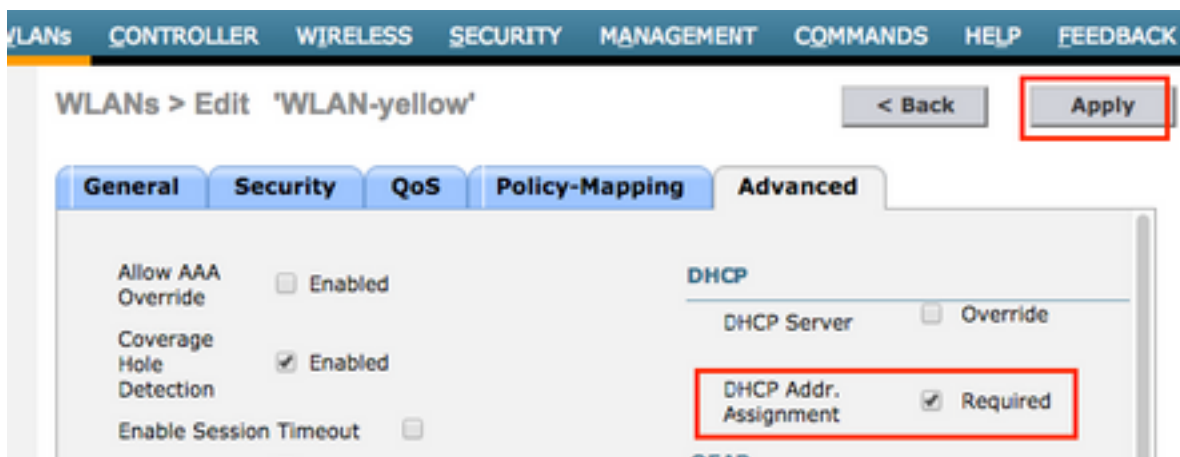 WLANs CONTROLLER WIRELESS SECURITY MANAGEMENT COMMANDS HELP FEEDBACK
WLANs > Edit 'WLAN-yellow'
< Back
Apply
General Security QoS Policy-Mapping Advanced
Allow AAA
Override
Enabled
Coverage
Hole
Detection
Enabled
Enable Session Timeout
DHCP
DHCP Server
Override
DHCP Addr.
Assignment
Required